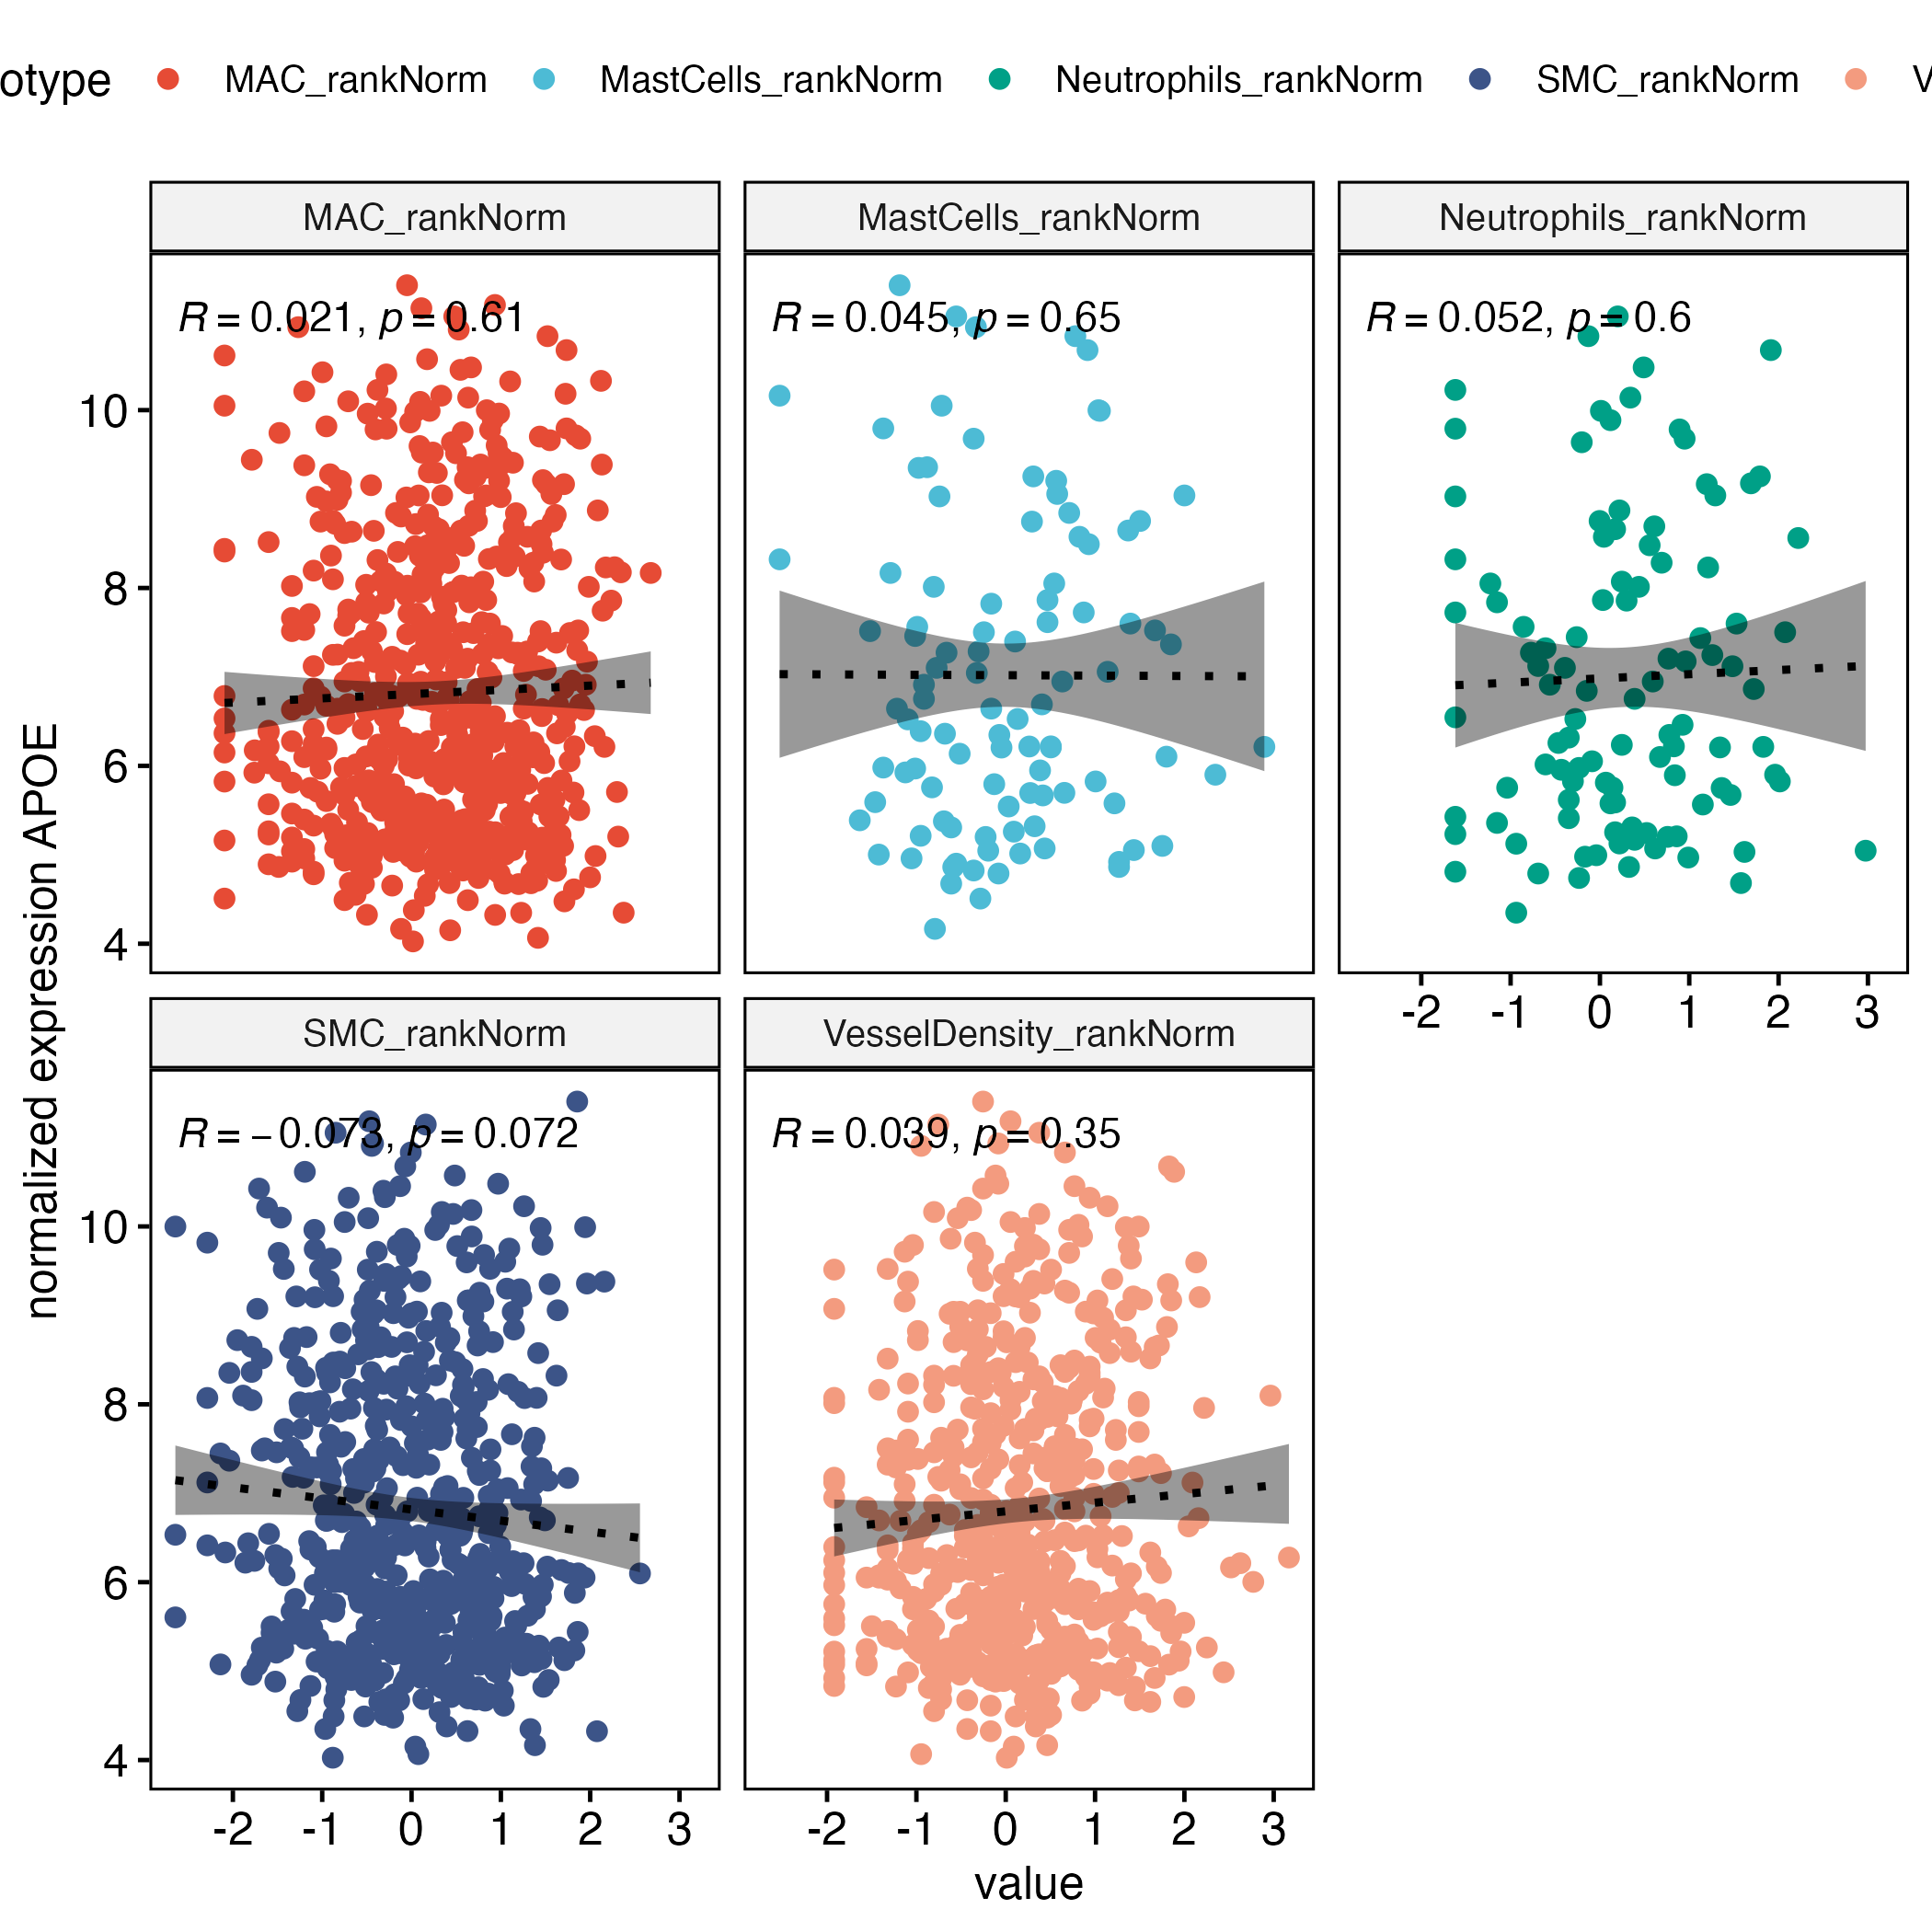 otype MAC_rankNorm MastCells_rankNorm Neutrophils_rankNorm SMC_rankNorm V
MAC_rankNorm MastCells_rankNorm Neutrophils_rankNorm
R = 0.021, p = 0.61
R = 0.045, p = 0.65
R = 0.052, p = 0.6
10
8
6
4
-2 -1 0 1 2 3
SMC_rankNorm VesselDensity_rankNorm
R = −0.073, p = 0.072
R = 0.039, p = 0.35
10
8
6
4
-2 -1 0 1 2 3
-2 -1 0 1 2 3
value
normalized expression APOE